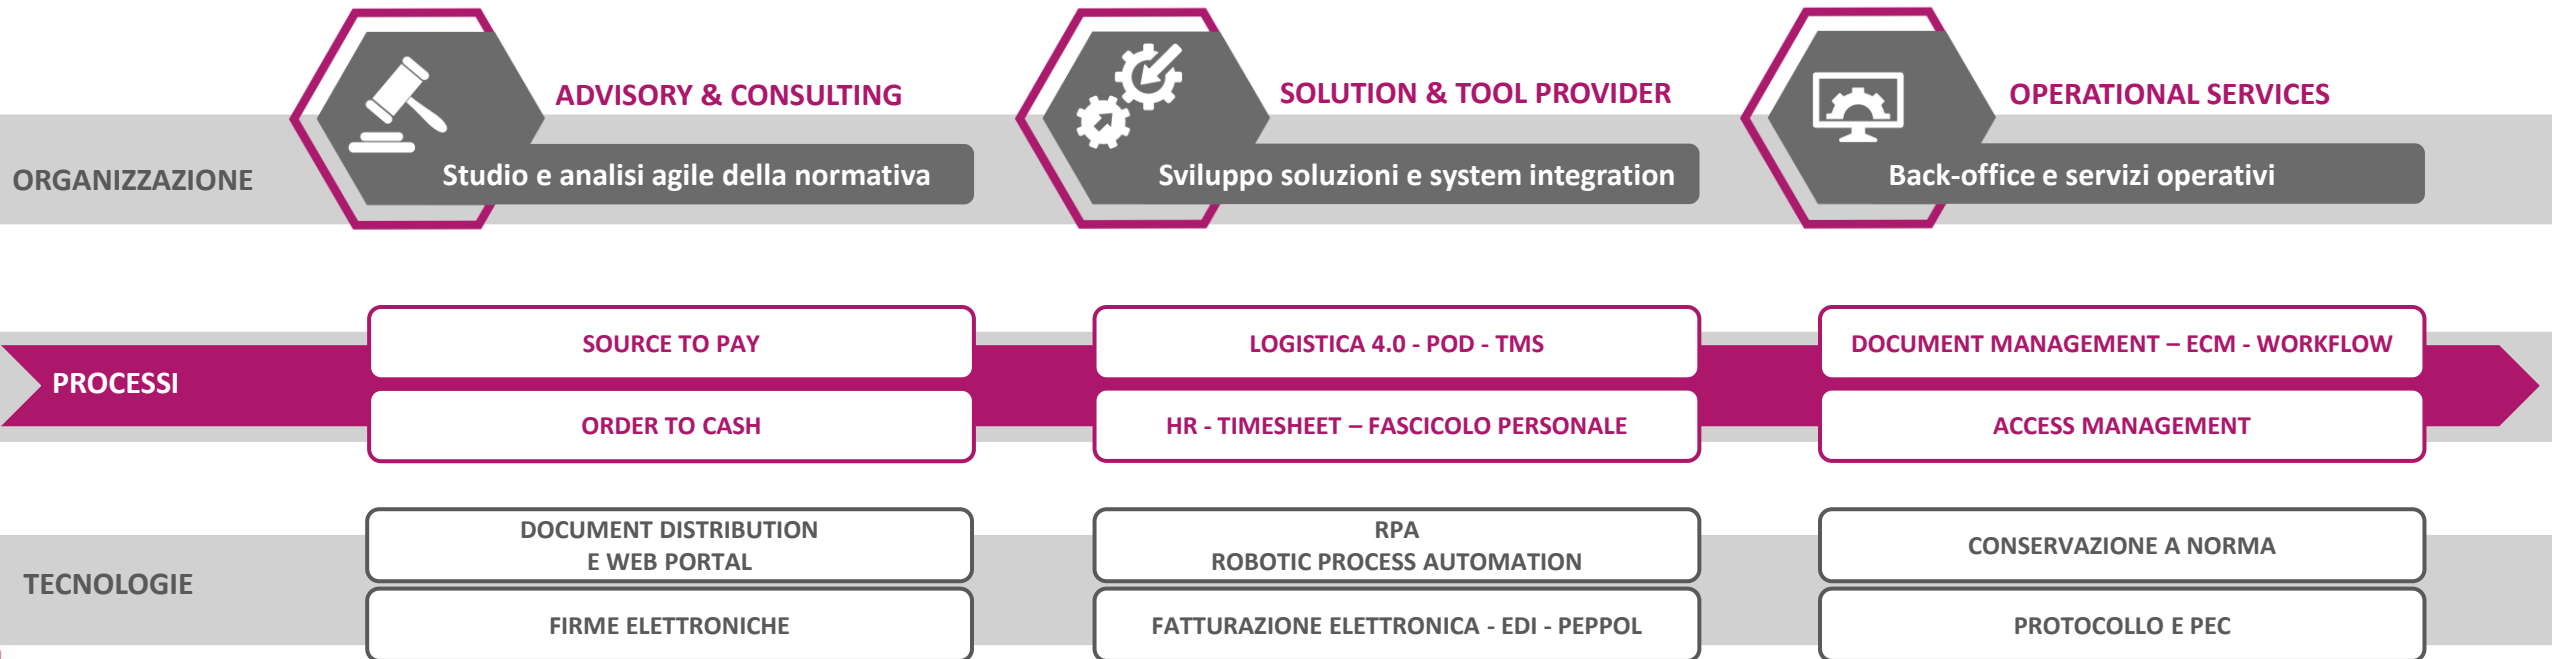 ADVISORY & CONSULTING
SOLUTION & TOOL PROVIDER
OPERATIONAL SERVICES
ORGANIZZAZIONE
Studio e analisi agile della normativa
Sviluppo soluzioni e system integration
Back-office e servizi operativi
PROCESSI
SOURCE TO PAY
LOGISTICA 4.0 - POD - TMS
DOCUMENT MANAGEMENT – ECM - WORKFLOW
ORDER TO CASH
HR - TIMESHEET – FASCICOLO PERSONALE
ACCESS MANAGEMENT
TECNOLOGIE
DOCUMENT DISTRIBUTION
E WEB PORTAL
RPA
ROBOTIC PROCESS AUTOMATION
CONSERVAZIONE A NORMA
FIRME ELETTRONICHE
FATTURAZIONE ELETTRONICA - EDI - PEPPOL
PROTOCOLLO E PEC